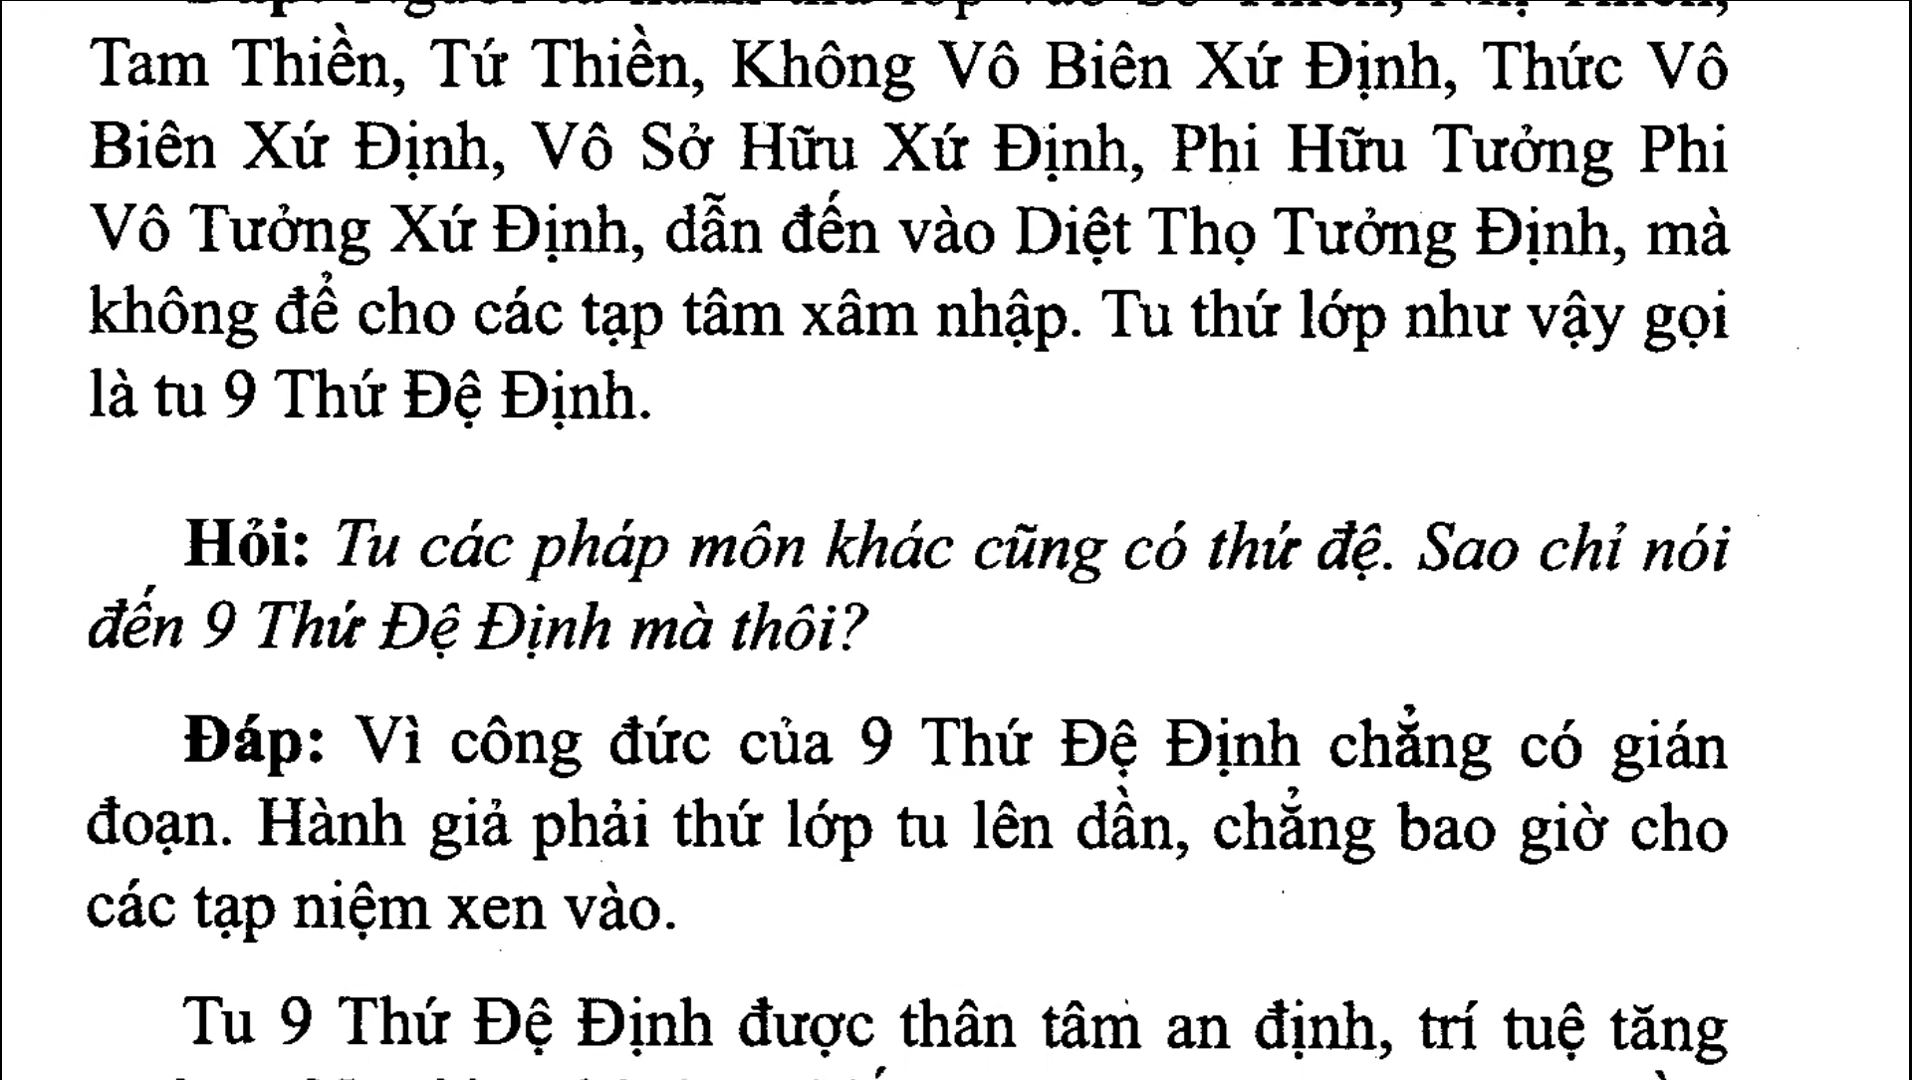 Tam Thiền, Tứ Thiền, Không Vô Biên Xứ Định, Thức Vô
Biên Xứ Định, Vô Sở Hữu Xứ Định, Phi Hữu Tưởng Phi
Vô Tưởng Xứ Định, dẫn đến vào Diệt Thọ Tưởng Định, mà
không để cho các tạp tâm xâm nhập. Tu thứ lớp như vậy gọi
là tu 9 Thứ Đệ Định.
Hỏi: Tu các pháp môn khác cũng có thứ đệ. Sao chỉ nói
đến 9 Thứ Đệ Định mà thôi?
Đáp: Vì công đức của 9 Thứ Đệ Định chẳng có gián
đoạn. Hành giả phải thứ lớp tu lên dần, chẳng bao giờ cho
các tạp niệm xen vào.
Tu 9 Thứ Đệ Định được thân tâm an định, trí tuệ tăng